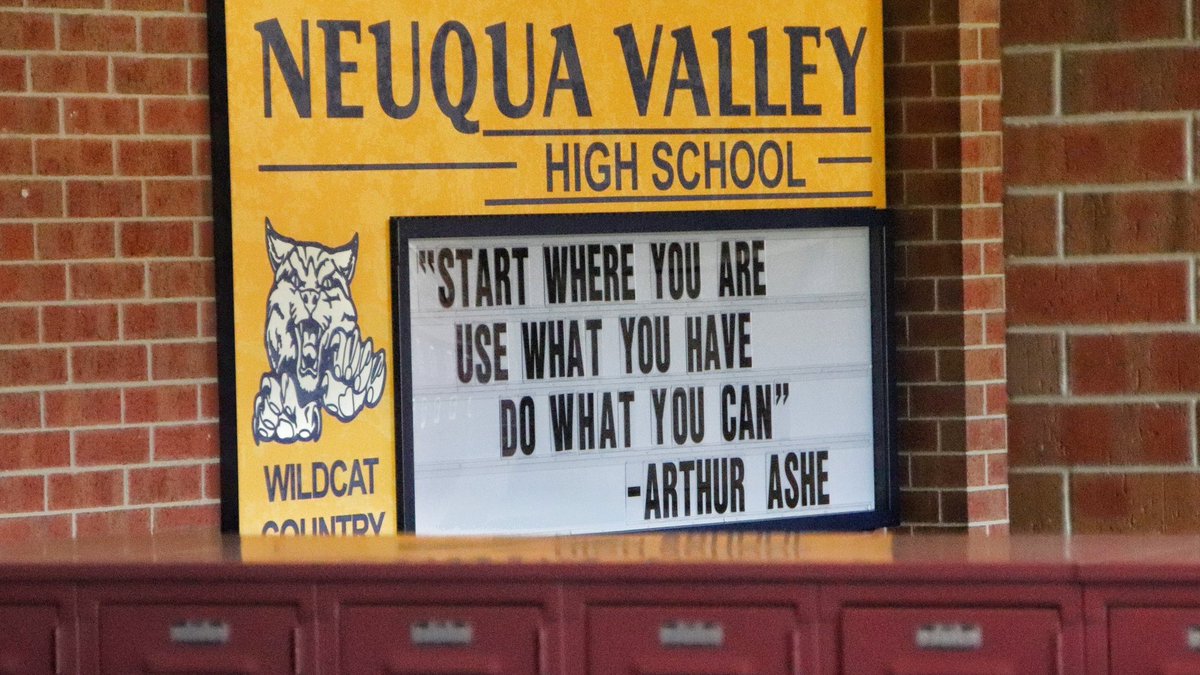 NEUQUA VALLEY
HIGH SCHOOL
"START WHERE YOU ARE
USE WHAT YOU HAVE
DO WHAT YOU CAN"
-ARTHUR ASHE
WILDCAT
COUNTRY